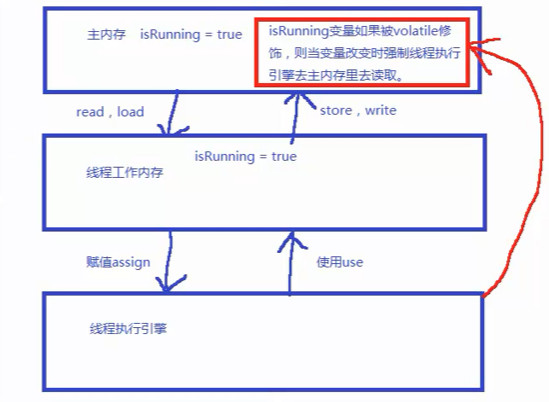 主内存 isRunning = true
isRunning变量如果被volatile修
饰，则当变量改变时强制线程执行
引擎去主内存里去读取。
read，load
store，write
isRunning = true
线程工作内存
赋值assign
使用use
线程执行引擎